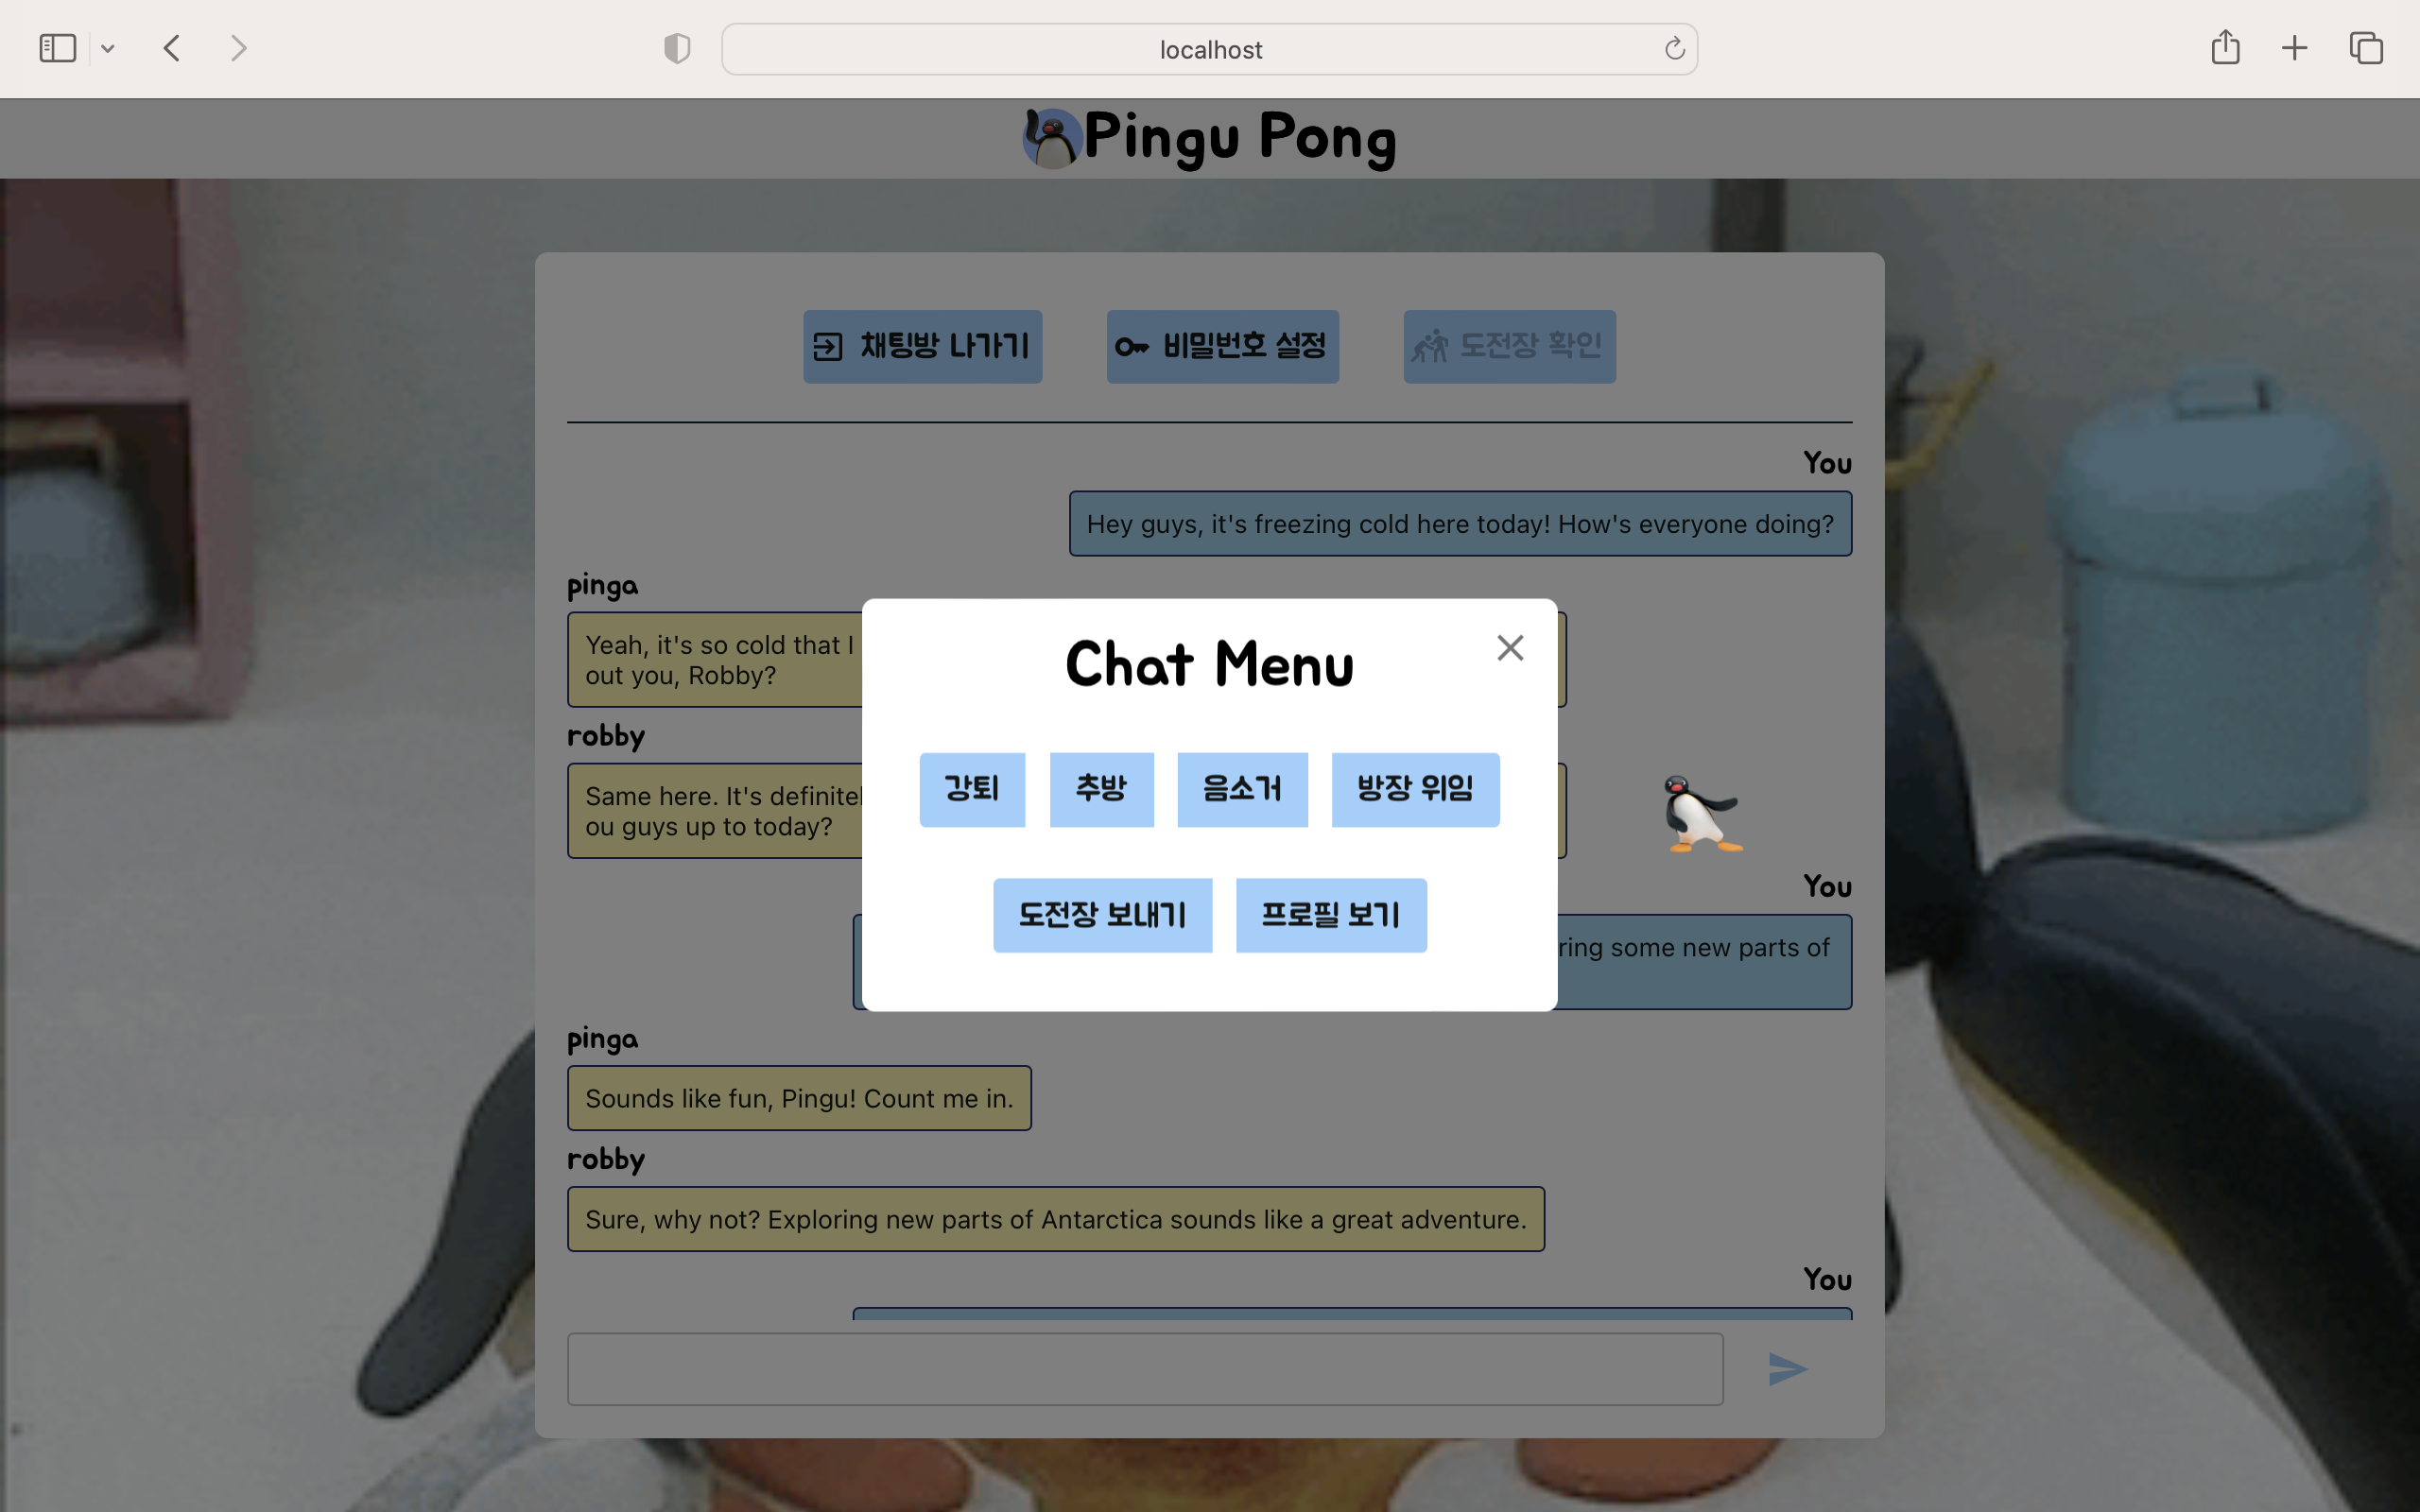 localhost
Pingu Pong
채팅방 나가기 비밀번호 설정 도전장 확인
You
Hey guys, it's freezing cold here today! How's everyone doing?
pinga
Yeah, it's so cold that I
out you, Robby?
robby
Same here. It's definitel
ou guys up to today?
Chat Menu
강퇴 추방 음소거 방장 위임
도전장 보내기 프로필 보기
You
ring some new parts of
pinga
Sounds like fun, Pingu! Count me in.
robby
Sure, why not? Exploring new parts of Antarctica sounds like a great adventure.
You